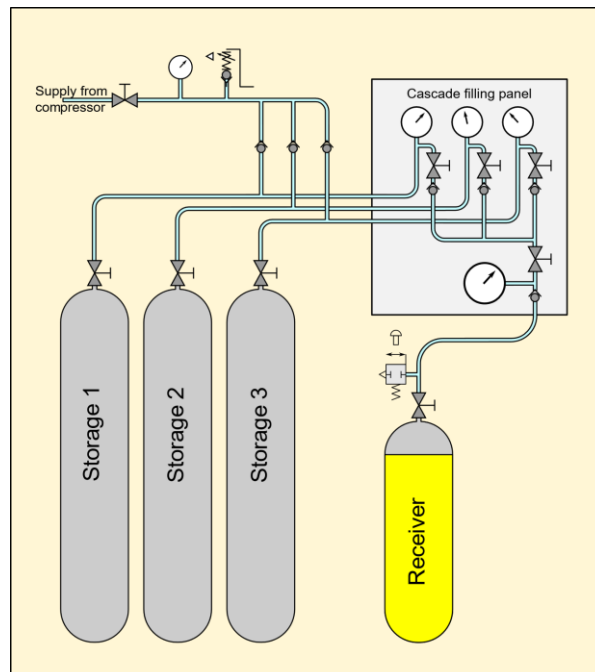 Supply from
compressor
Cascade filling panel
Storage 1
Storage 2
Storage 3
Receiver